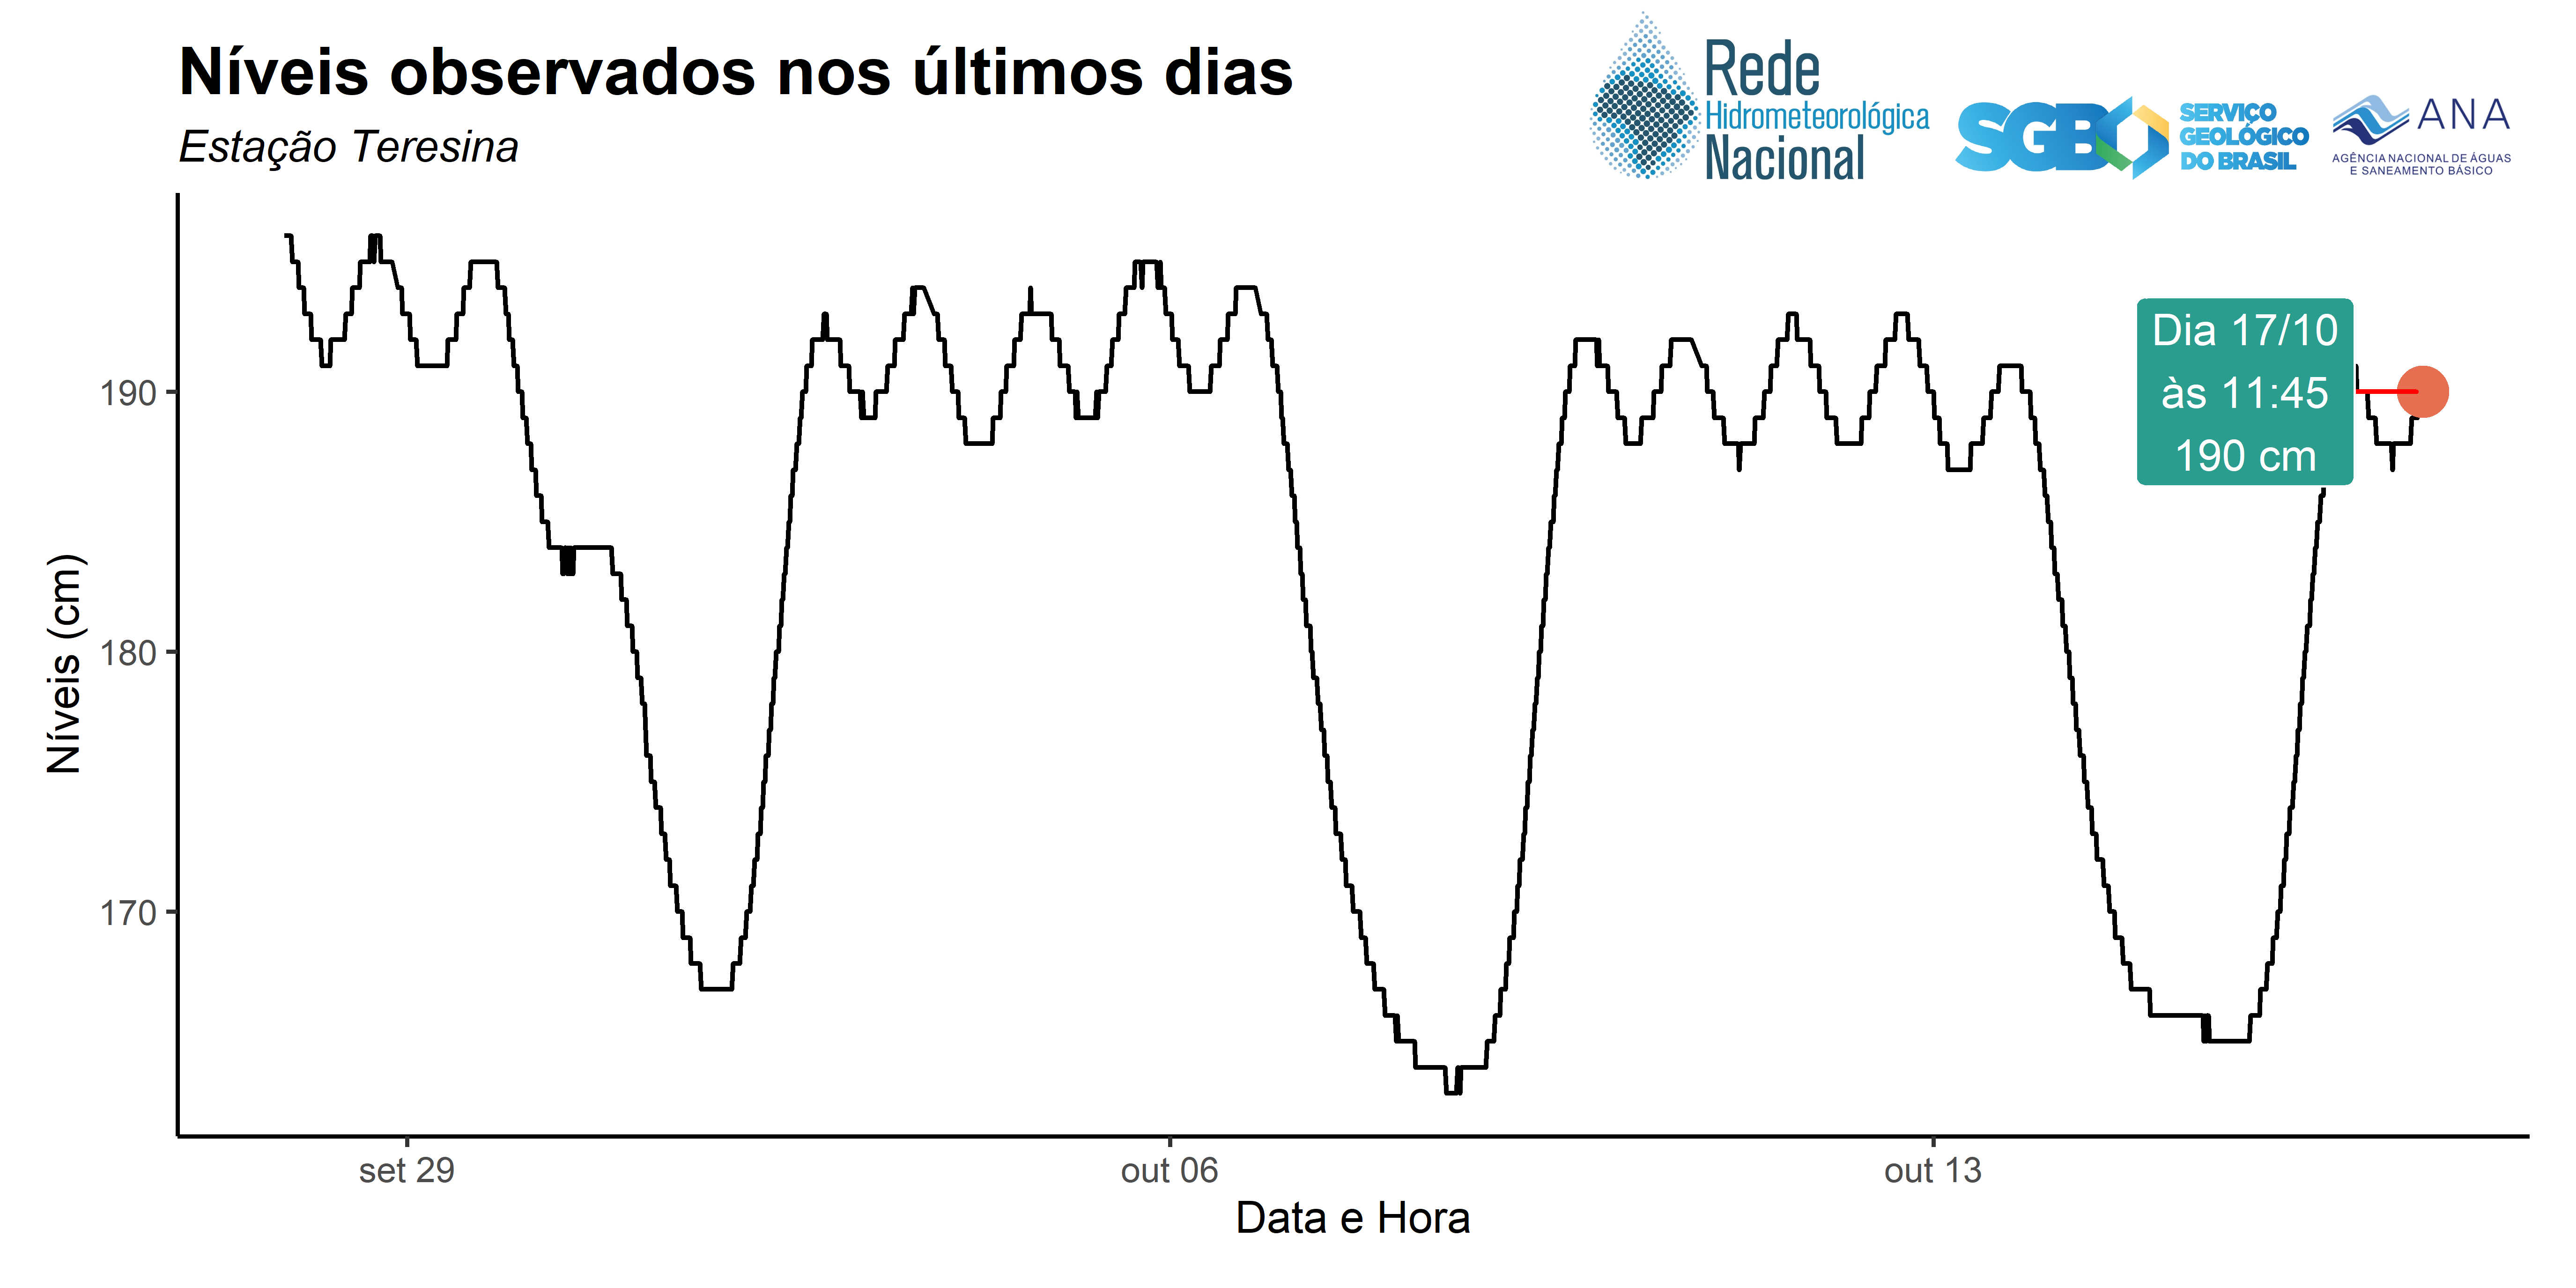 Níveis observados nos últimos dias
Estação Teresina
Rede
Hidrometeorológica
Nacional
SGB
SERVIÇO
GEOLÓGICO
DO BRASIL
ANA
AGÊNCIA NACIONAL DE ÁGUAS
E SANEAMENTO BÁSICO
Níveis (cm)
190
180
170
Dia 17/10
às 11:45
190 cm
set 29
out 06
out 13
Data e Hora